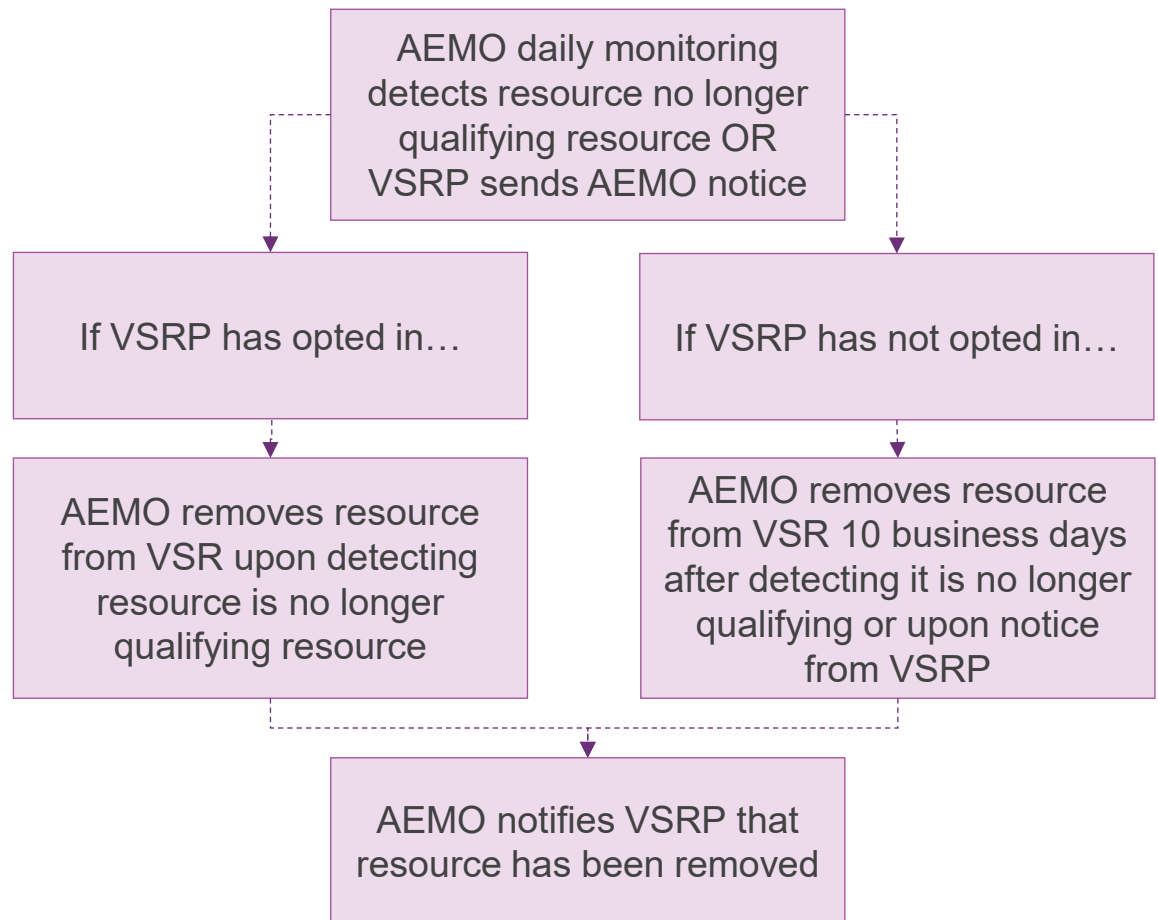 AEMO daily monitoring
detects resource no longer
qualifying resource OR
VSRP sends AEMO notice
If VSRP has opted in…
If VSRP has not opted in…
AEMO removes resource
from VSR upon detecting
resource is no longer
qualifying resource
AEMO removes resource
from VSR 10 business days
after detecting it is no longer
qualifying or upon notice
from VSRP
AEMO notifies VSRP that
resource has been removed